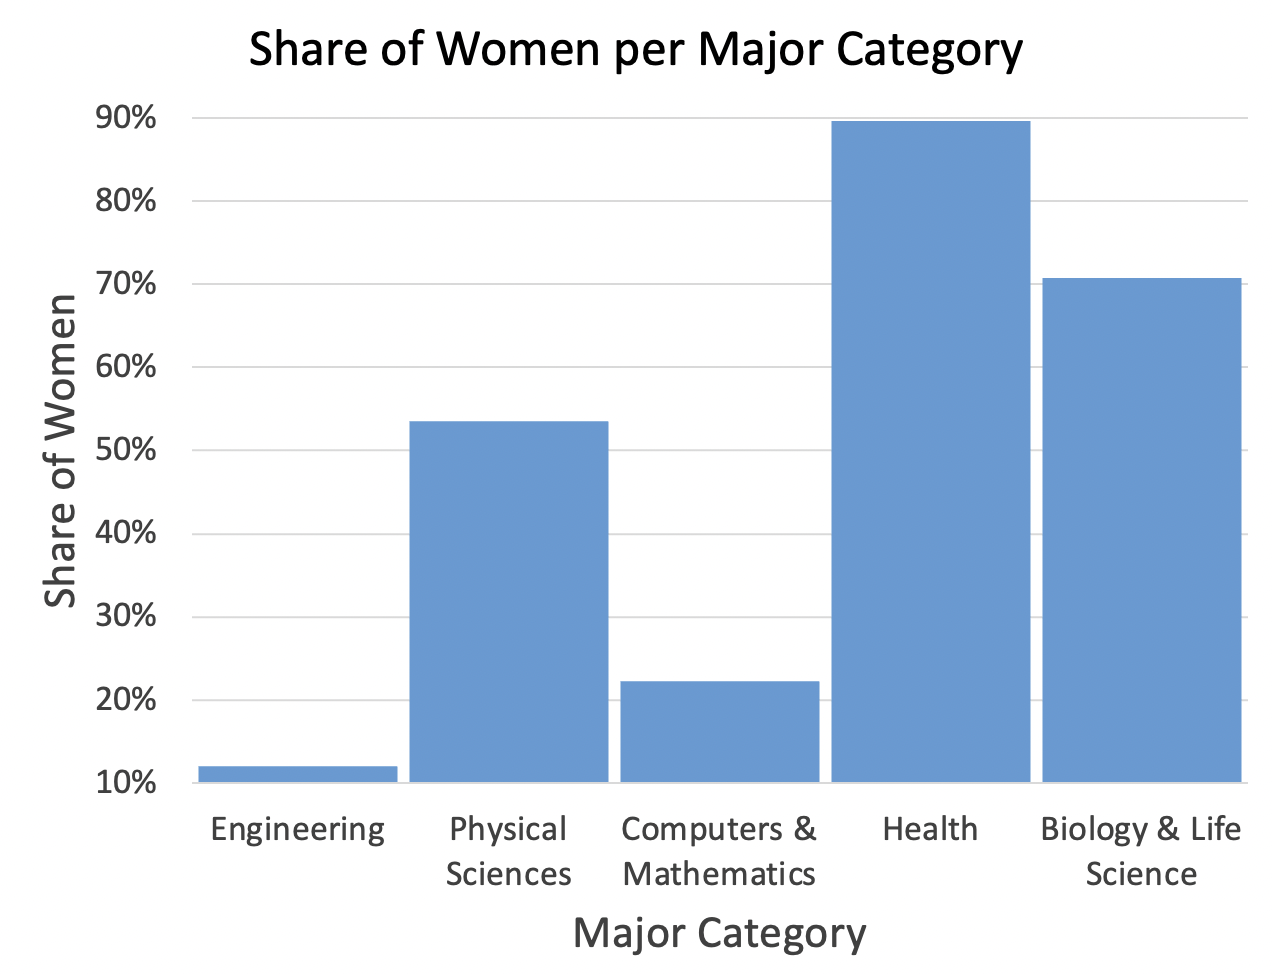 Share of Women per Major Category
90%
80%
70%
60%
50%
40%
30%
20%
10%
Share of Women
Engineering
Physical
Sciences
Computers &
Mathematics
Health
Biology & Life
Science
Major Category